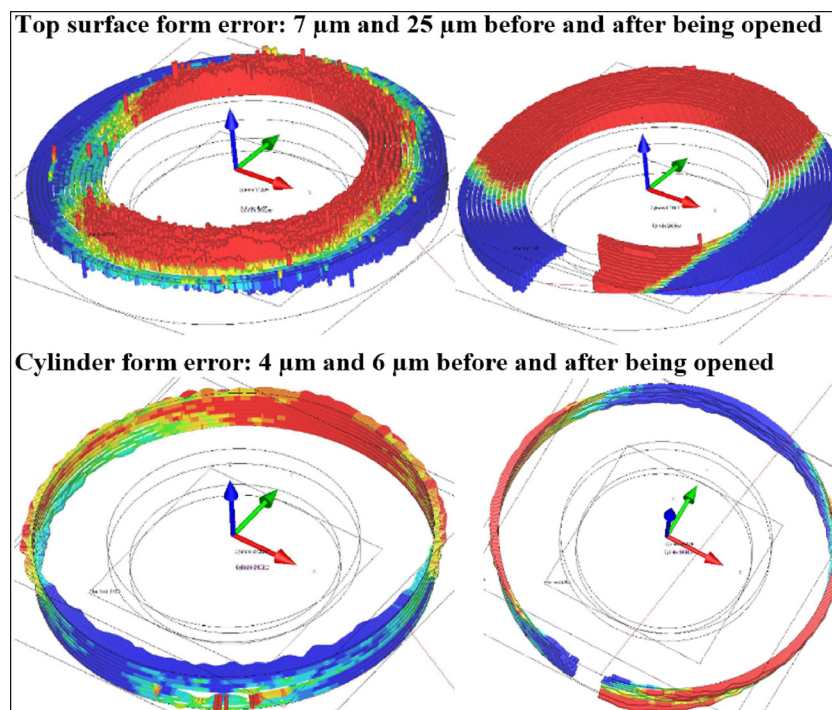 Top surface form error: 7 µm and 25 µm before and after being opened
Cylinder form error: 4 µm and 6 µm before and after being opened